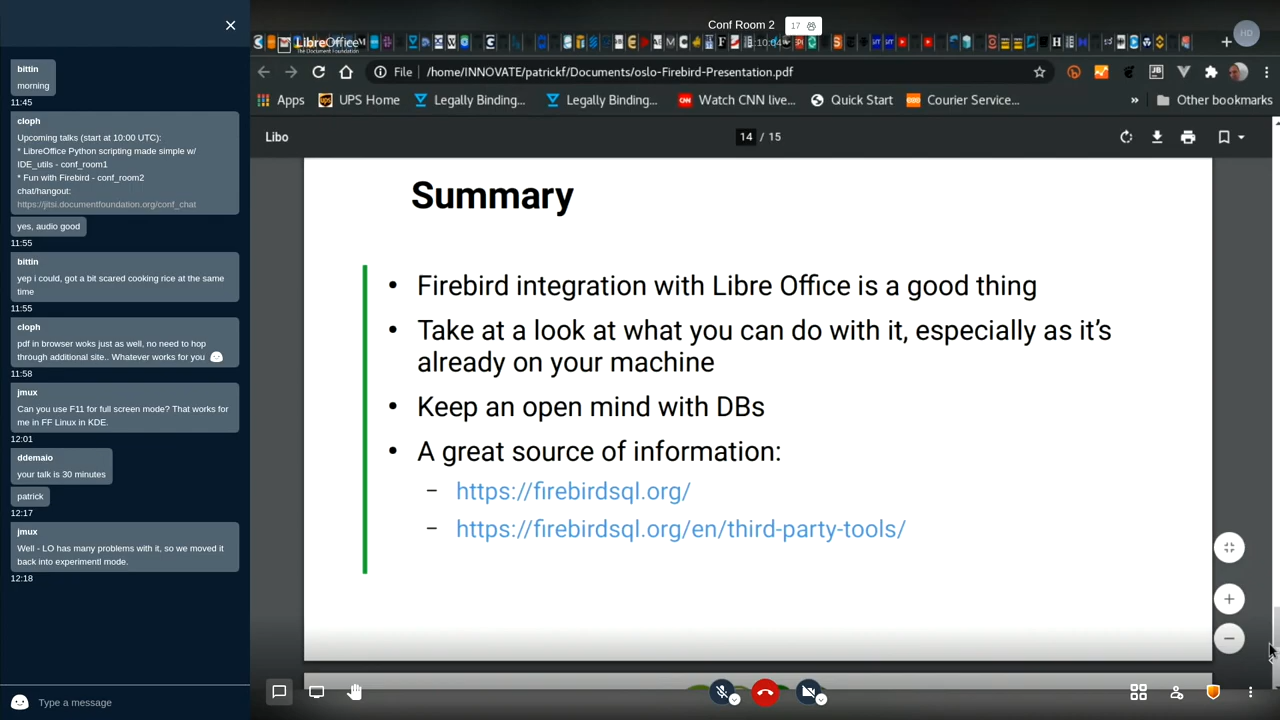 bittin
morning
11:45
cloph
Upcoming talks (start at 10:00 UTC):
* LibreOffice Python scripting made simple w/
IDE_utils - conf_room1
* Fun with Firebird - conf_room2
chat/hangout:
https://jitsi.documentfoundation.org/conf_chat
yes, audio good
11:55
bittin
yep i could, got a bit scared cooking rice at the same
time
11:55
cloph
pdf in browser woks just as well, no need to hop
through additional site.. Whatever works for you
11:58
jmux
Can you use F11 for full screen mode? That works for
me in FF Linux in KDE.
12:01
ddemaio
your talk is 30 minutes
patrick
12:17
jmux
Well - LO has many problems with it, so we moved it
back into experimentl mode.
12:18
Type a message
Conf Room 2
17
HD
LibreOffice
The Document Foundation
File
/home/INNOVATE/patrickf/Documents/oslo-Firebird-Presentation.pdf
Apps
UPS Home
Legally Binding...
Legally Binding...
Watch CNN live...
Quick Start
Courier Service...
»
Other bookmarks
Libo
14 / 15
Summary
• Firebird integration with Libre Office is a good thing
• Take at a look at what you can do with it, especially as it's
already on your machine
• Keep an open mind with DBs
• A great source of information:
– https://firebirdsql.org/
– https://firebirdsql.org/en/third-party-tools/